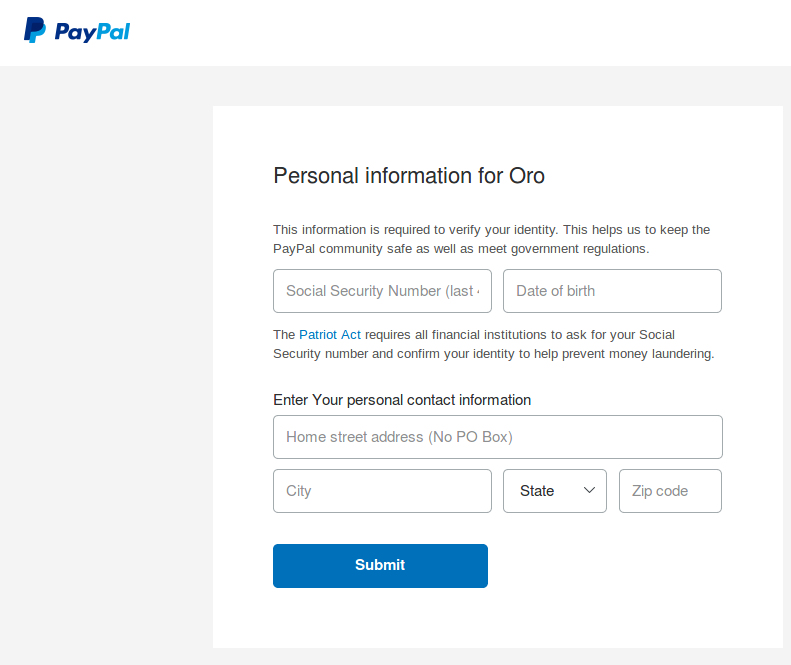 PayPal
Personal information for Oro
This information is required to verify your identity. This helps us to keep the
PayPal community safe as well as meet government regulations.
Social Security Number (last
Date of birth
The Patriot Act requires all financial institutions to ask for your Social
Security number and confirm your identity to help prevent money laundering.
Enter Your personal contact information
Home street address (No PO Box)
City
State
Zip code
Submit